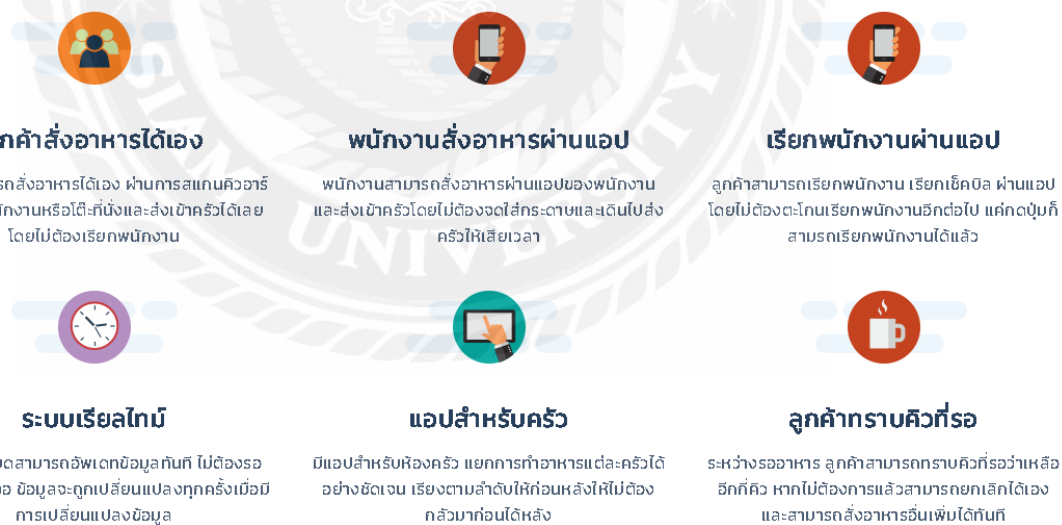 กค้าสั่งอาหารได้เอง
พนักงานสั่งอาหารผ่านแอป
เรียกพนักงานผ่านแอป
รถสั่งอาหารได้เอง ผ่านการสแกนคิวอาร์
นักงานหรือโต๊ะที่นั่งและส่งเข้าครัวได้เลย
โดยไม่ต้องเรียกพนักงาน
พนักงานสามารถสั่งอาหารผ่านแอปของพนักงาน
และส่งเข้าครัวโดยไม่ต้องจดใส่กระดาษและเดินไปส่ง
ครัวให้เสียเวลา
ลูกค้าสามารถเรียกพนักงาน เรียกเช็คบิล ผ่านแอป
โดยไม่ต้องตะโกนเรียกพนักงานอีกต่อไป แค่กดปุ่มก็
สามรถเรียกพนักงานได้แล้ว
ระบบเรียลไทม์
แอปสำหรับครัว
ลูกค้าทราบคิวที่รอ
ดสามารถอัพเดทข้อมูลทันที ไม่ต้องรอ
อ ข้อมูลจะถูกเปลี่ยนแปลงทุกครั้งเมื่อมี
การเปลี่ยนแปลงข้อมูล
มีแอปสำหรับห้องครัว แยกการทำอาหารแต่ละครัวได้
อย่างชัดเจน เรียงตามลำดับให้ก่อนหลังให้ไม่ต้อง
กลัวมาก่อนได้หลัง
ระหว่างรออาหาร ลูกค้าสามารถทราบคิวที่รอว่าเหลือ
อีกกี่คิว หากไม่ต้องการแล้วสามารถยกเลิกได้เอง
และสามารถสั่งอาหารอื่นเพิ่มได้ทันที
SIAM UNIVERSITY